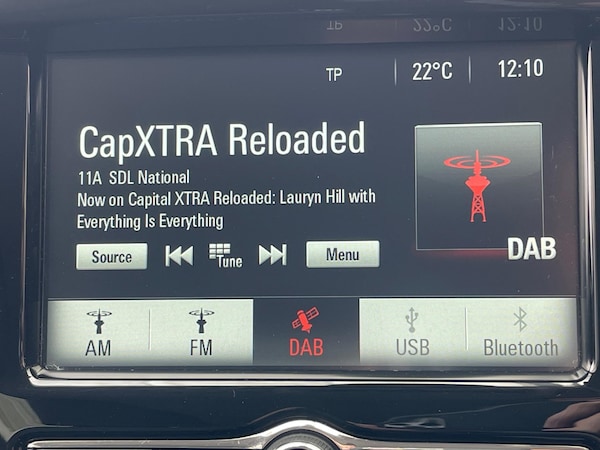 TP 22°C 12:10
CapXTRA Reloaded
11A SDL National
Now on Capital XTRA Reloaded: Lauryn Hill with
Everything Is Everything
DAB
Source Tune Menu
AM FM DAB USB Bluetooth